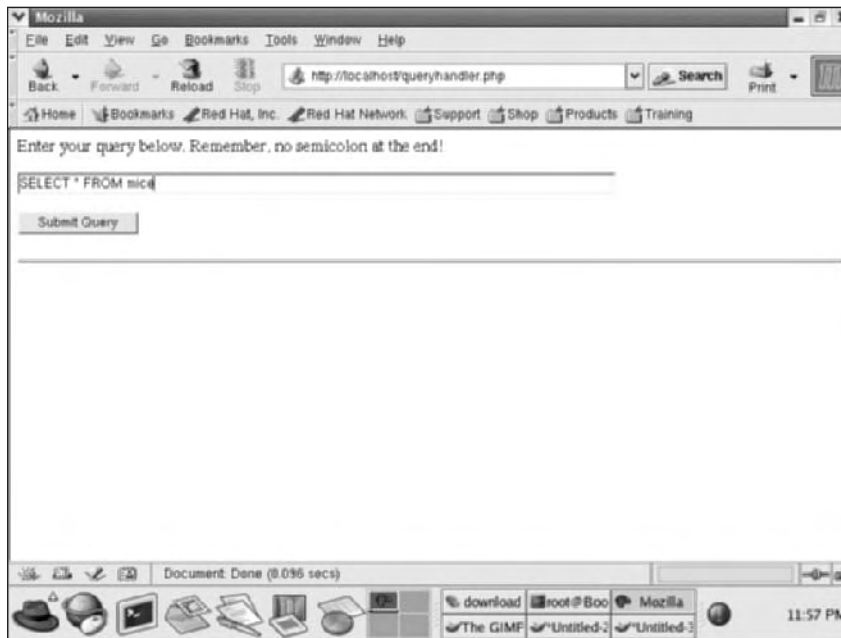 Mozilla
File Edit View Go Bookmarks Tools Window Help
Back Forward Reload Stop http://localhost/queryhandler.php Search Print
Home Bookmarks Red Hat, Inc. Red Hat Network Support Shop Products Training
Enter your query below. Remember, no semicolon at the end!
SELECT * FROM mice
Submit Query
Document: Done (0.096 secs)
download root@Boo Mozilla
The GIMF *Untitled-2 *Untitled-3
11:57 PM